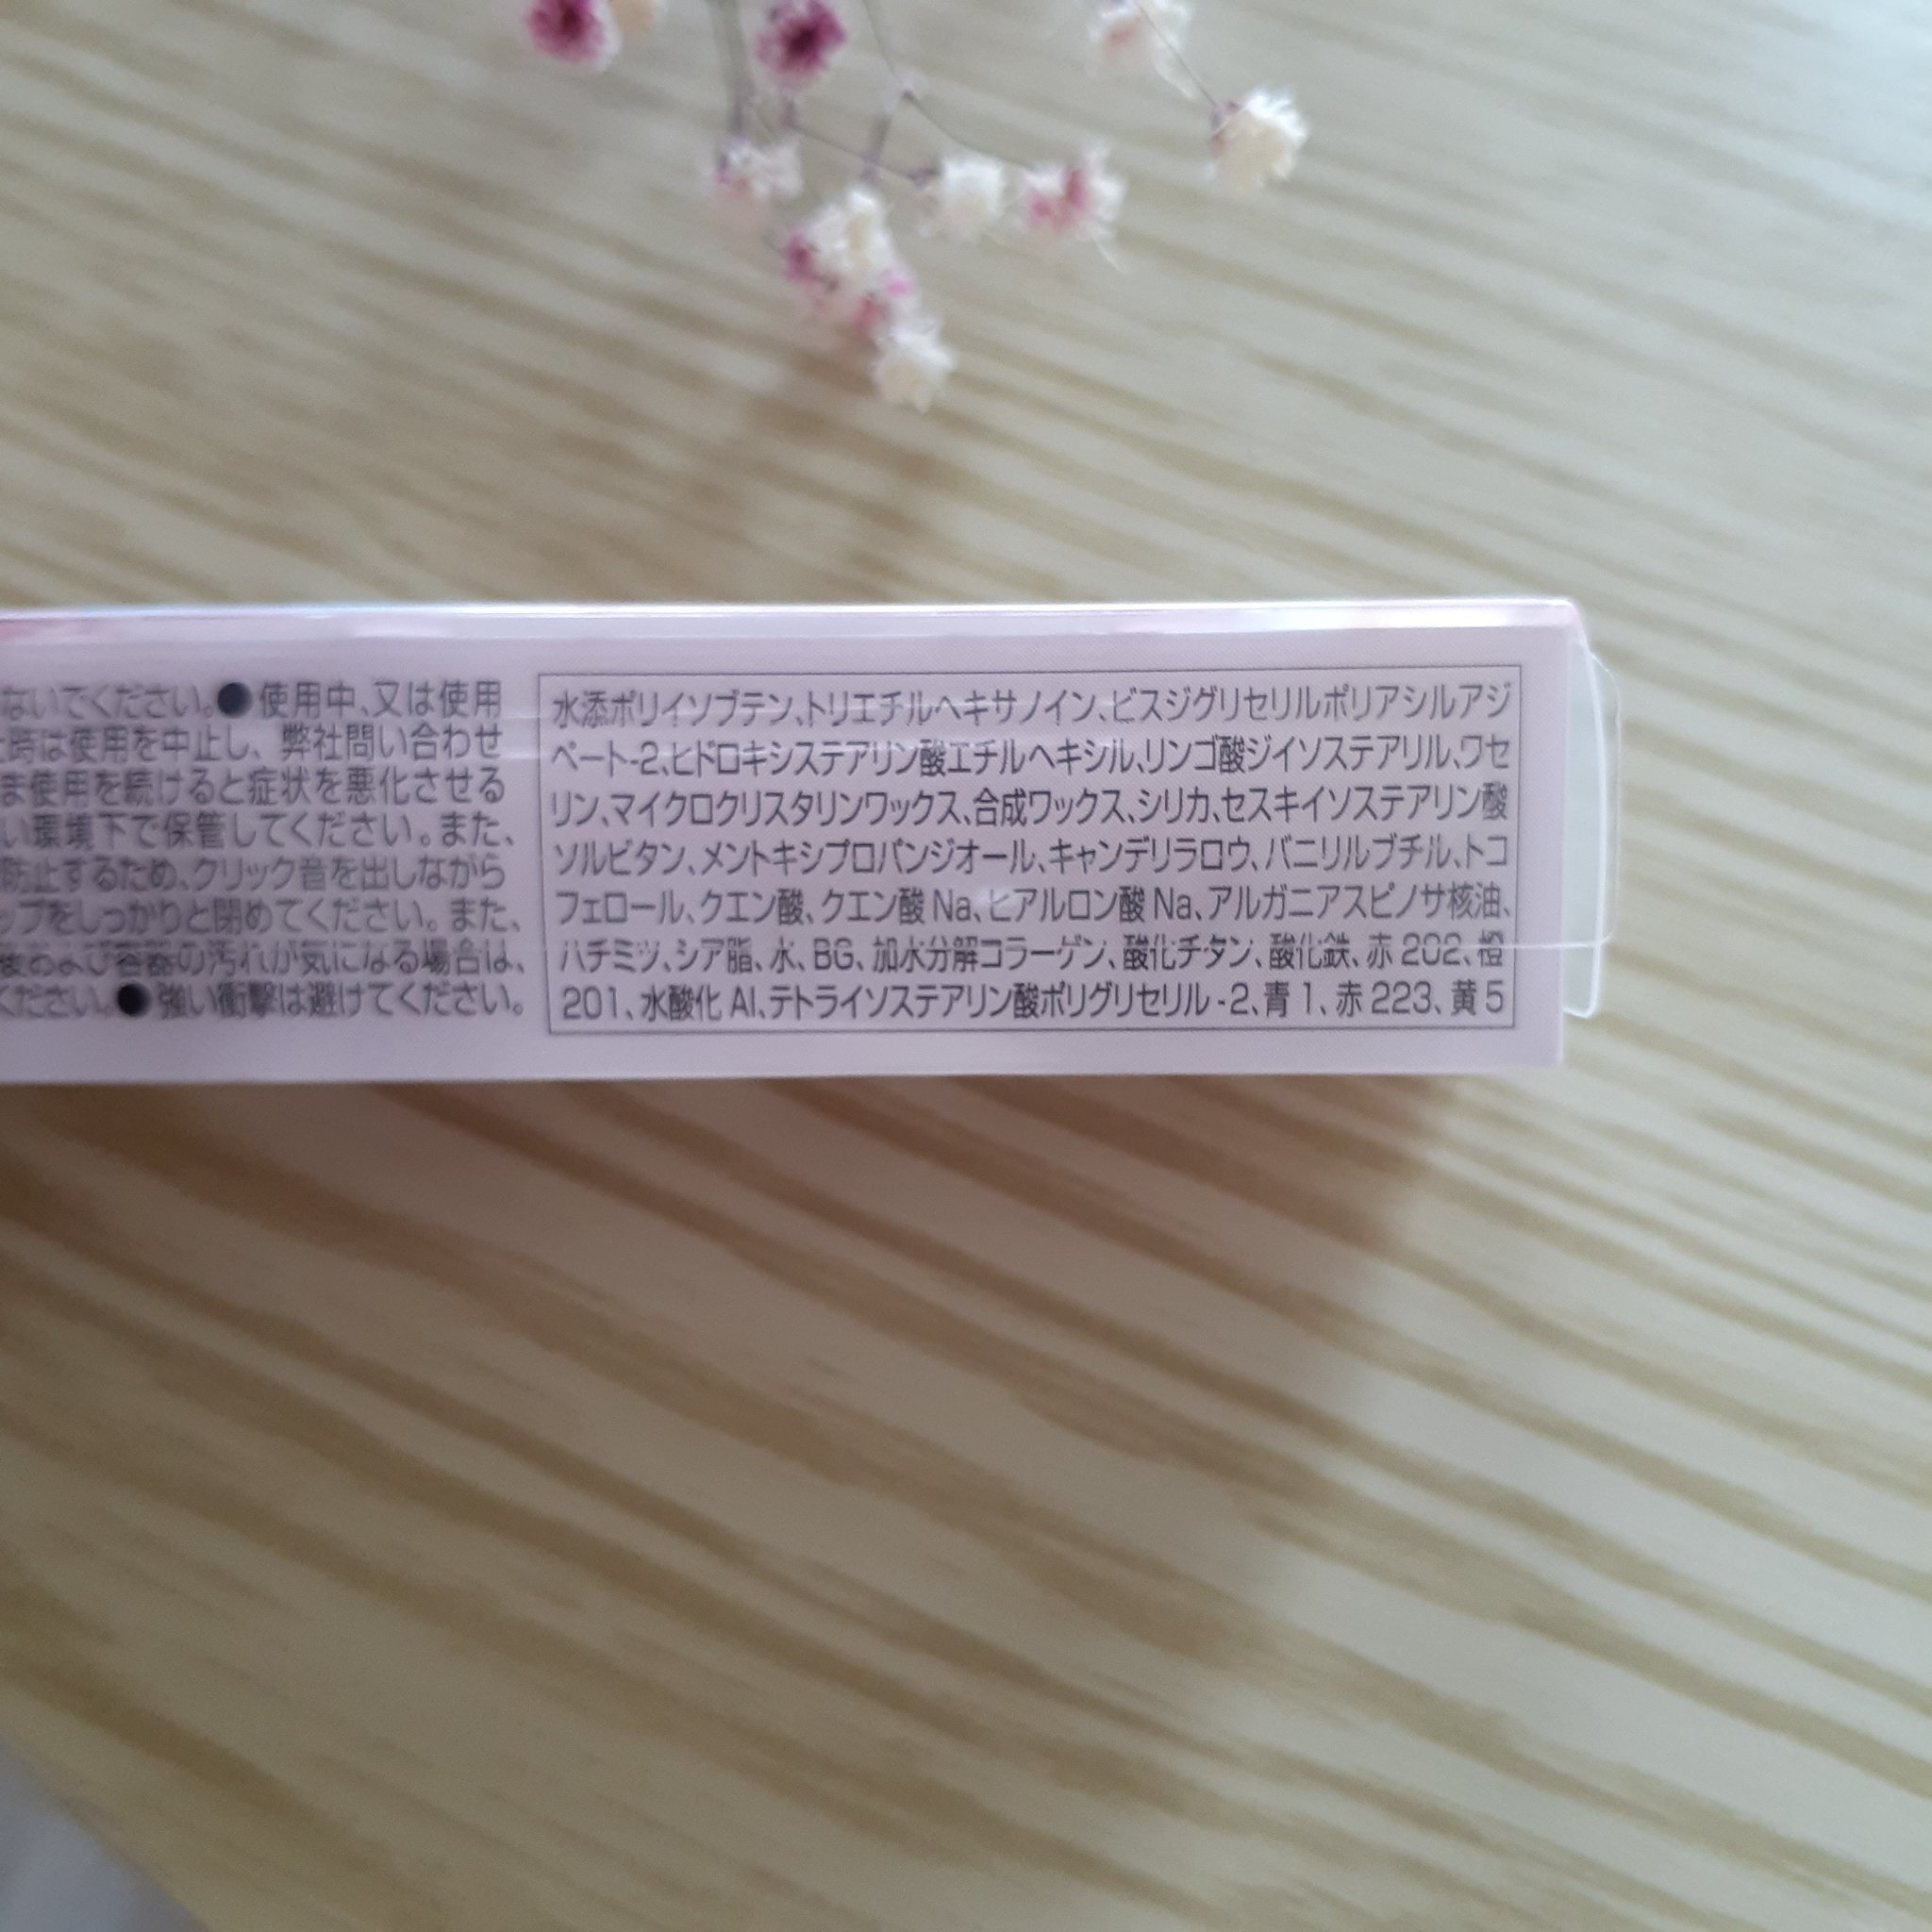 ないでください。●使用中、又は使用
時は使用を中止し、弊社問い合わせ
ま使用を続けると症状を悪化させる
い環境下で保管してください。また、
防止するため、クリック音を出しながら
ップをしっかりと閉めてください。また、
後および容器の汚れが気になる場合は、
ください。●強い衝撃は避けてください。
水添ポリイソブテン、トリエチルヘキサノイン、ビスジグリセリルポリアシルアジ
ペート-2、ヒドロキシステアリン酸エチルヘキシル、リンゴ酸ジイソステアリル、ワセ
リン、マイクロクリスタリンワックス、合成ワックス、シリカ、セスキイソステアリン酸
ソルビタン、メントキシプロパンジオール、キャンデリラロウ、バニリルブチル、トコ
フェロール、クエン酸、クエン酸 Na、ヒアルロン酸 Na、アルガニアスピノサ核油、
ハチミツ、シア脂、水、BG、加水分解コラーゲン、酸化チタン、酸化鉄、赤 202、橙
201、水酸化 Al、テトライソステアリン酸ポリグリセリル -2、青 1、赤 223、黄 5